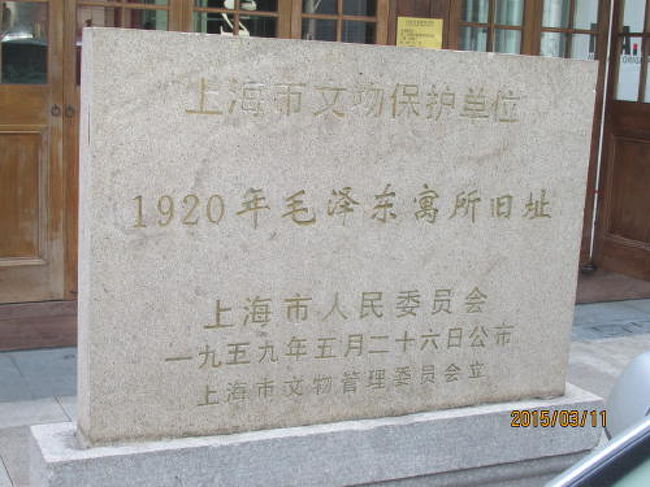 上海市文物保护单位
1920年毛泽东寓所旧址
上海市人民委员会
一九五九年五月二十六日公布
上海市文物管理委员会立
2015/03/11